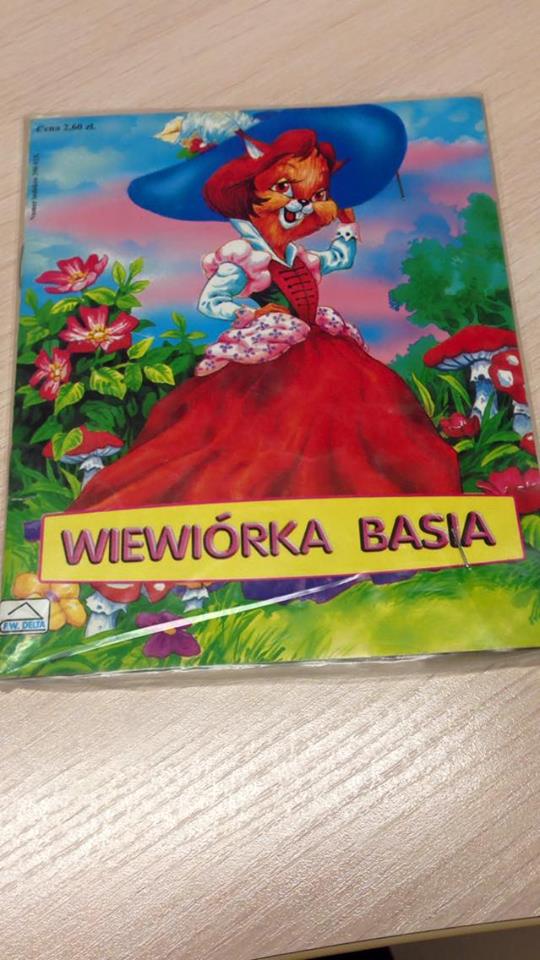 Cena 2,60 zł.
WIEWIÓRKA BASIA
F.W. DELTA